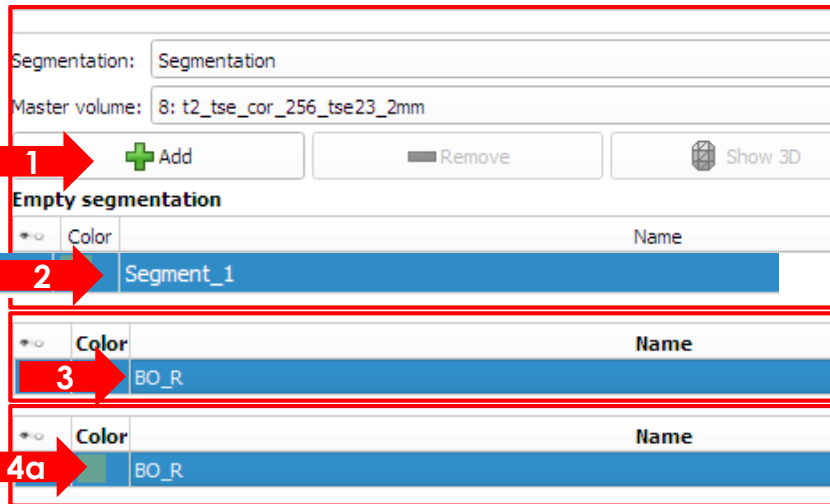 Segmentation: Segmentation
Master volume: 8: t2_tse_cor_256_tse23_2mm
1 Add Remove Show 3D
Empty segmentation
Color Name
2 Segment_1
Color Name
3 BO_R
Color Name
4a BO_R